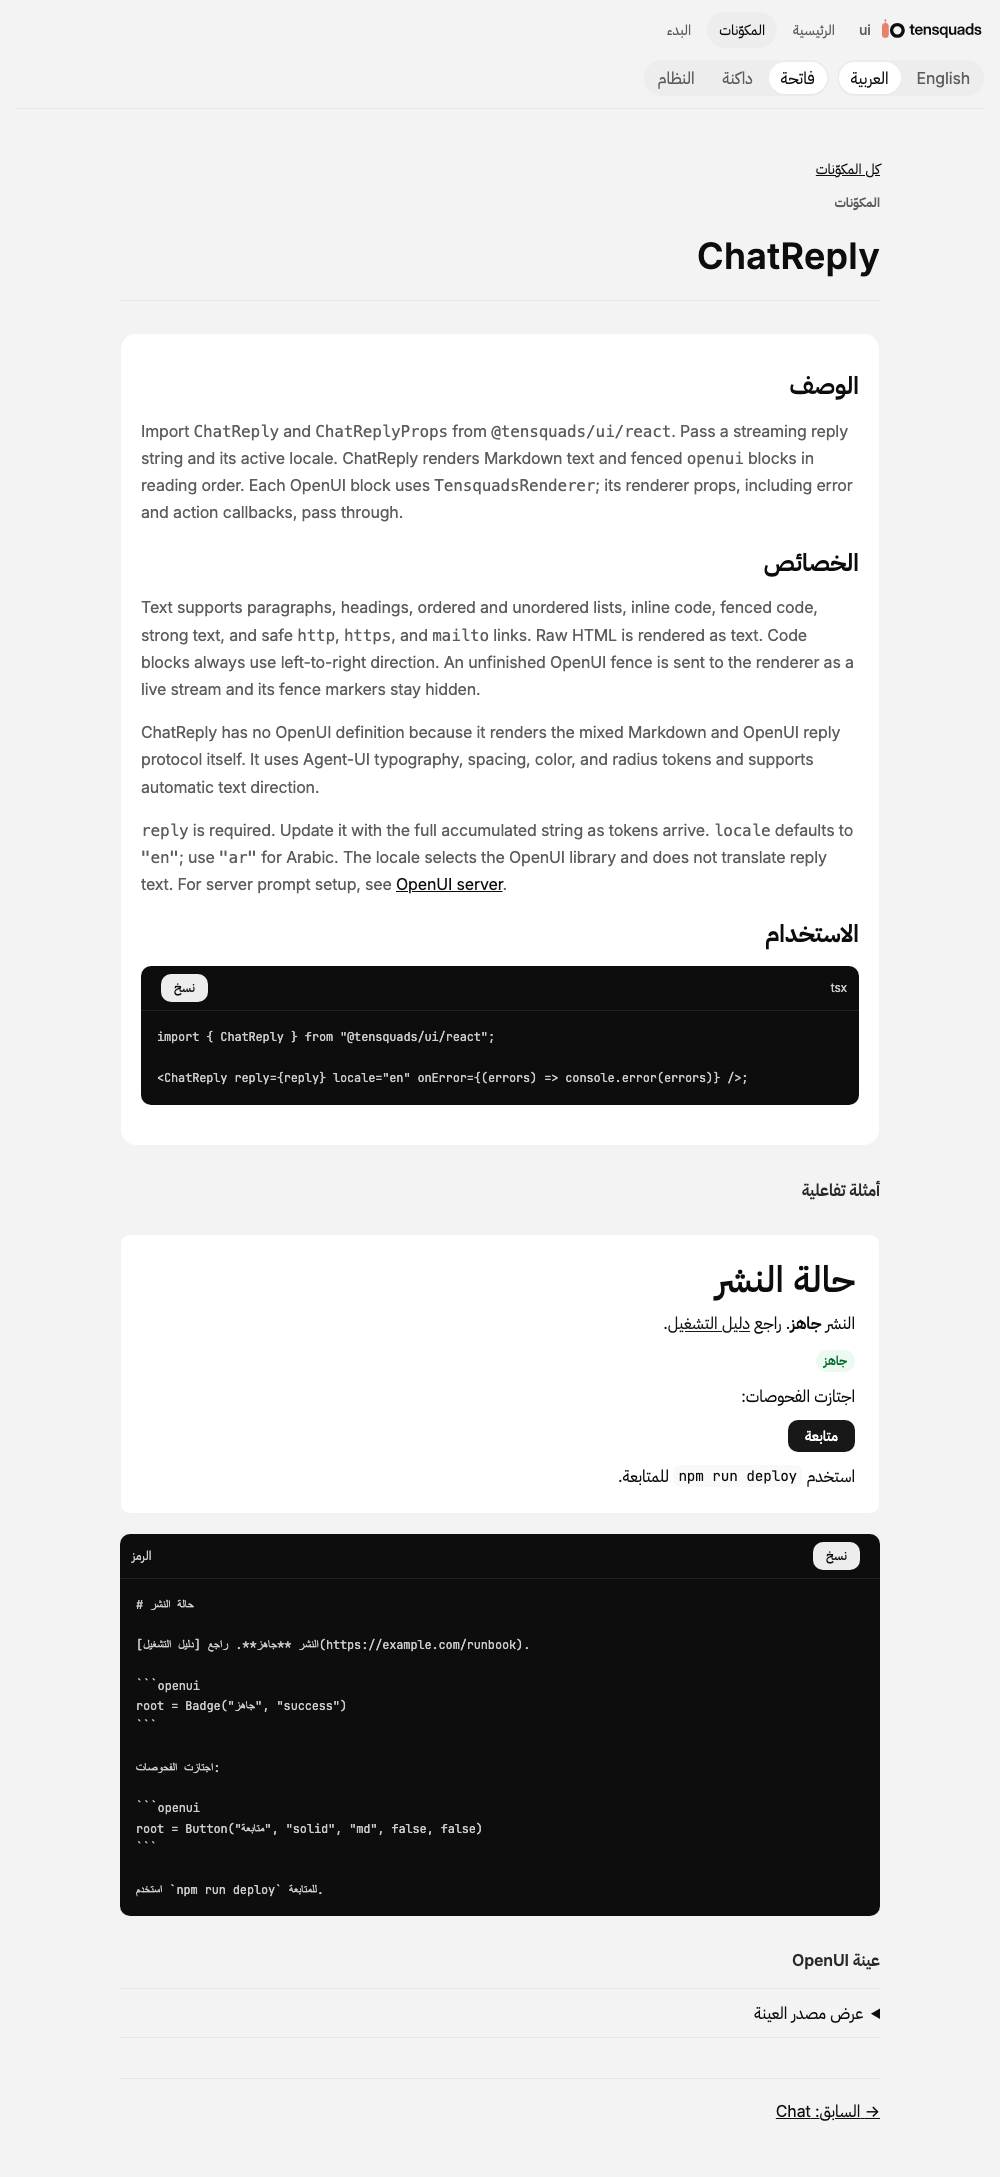 tensquads ui الرئيسية المكوّنات البدء
English العربية فاتحة داكنة النظام
كل المكوّنات
المكوّنات
ChatReply
الوصف
Import ChatReply and ChatReplyProps from @tensquads/ui/react. Pass a streaming reply
string and its active locale. ChatReply renders Markdown text and fenced openui blocks in
reading order. Each OpenUI block uses TensquadsRenderer; its renderer props, including error
and action callbacks, pass through.
الخصائص
Text supports paragraphs, headings, ordered and unordered lists, inline code, fenced code,
strong text, and safe http, https, and mailto links. Raw HTML is rendered as text. Code
blocks always use left-to-right direction. An unfinished OpenUI fence is sent to the renderer as a
live stream and its fence markers stay hidden.
ChatReply has no OpenUI definition because it renders the mixed Markdown and OpenUI reply
protocol itself. It uses Agent-UI typography, spacing, color, and radius tokens and supports
automatic text direction.
reply is required. Update it with the full accumulated string as tokens arrive. locale defaults to
"en"; use "ar" for Arabic. The locale selects the OpenUI library and does not translate reply
text. For server prompt setup, see OpenUI server.
الاستخدام
tsx نسخ
import { ChatReply } from "@tensquads/ui/react";
<ChatReply reply={reply} locale="en" onError={(errors) => console.error(errors)} />;
أمثلة تفاعلية
حالة النشر
النشر جاهز. راجع دليل التشغيل.
جاهز
اجتازت الفحوصات:
متابعة
استخدم npm run deploy للمتابعة.
نسخ الرمز
# حالة النشر
النشر **جاهز**. راجع [دليل التشغيل](https://example.com/runbook).
```openui
root = Badge("جاهز", "success")
```
اجتازت الفحوصات:
```openui
root = Button("متابعة", "solid", "md", false, false)
```
استخدم `npm run deploy` للمتابعة.
عينة OpenUI
عرض مصدر العينة
→ السابق: Chat